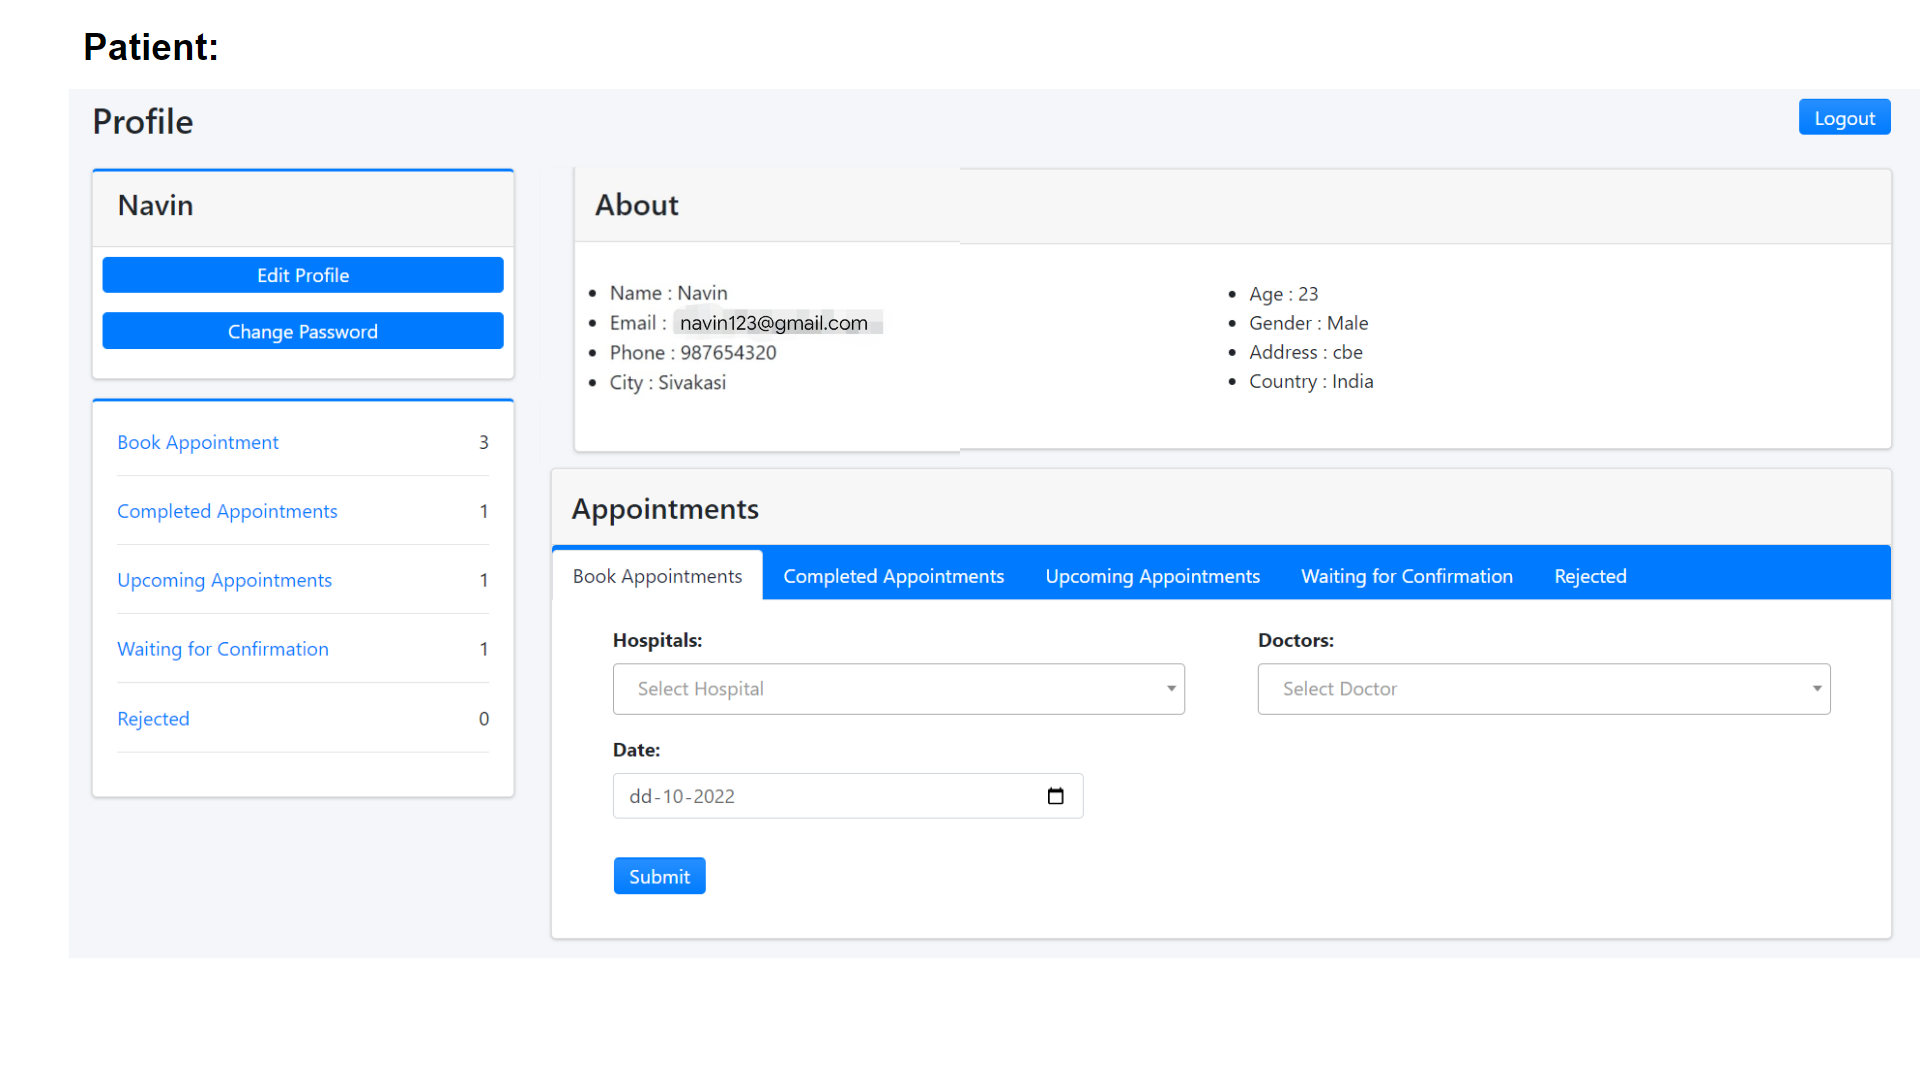 Patient:
Profile
Logout
Navin
Edit Profile
Change Password
Book Appointment 3
Completed Appointments 1
Upcoming Appointments 1
Waiting for Confirmation 1
Rejected 0
About
Name : Navin
Email : navin123@gmail.com
Phone : 987654320
City : Sivakasi
Age : 23
Gender : Male
Address : cbe
Country : India
Appointments
Book Appointments Completed Appointments Upcoming Appointments Waiting for Confirmation Rejected
Hospitals: Doctors:
Select Hospital Select Doctor
Date:
dd-10-2022
Submit